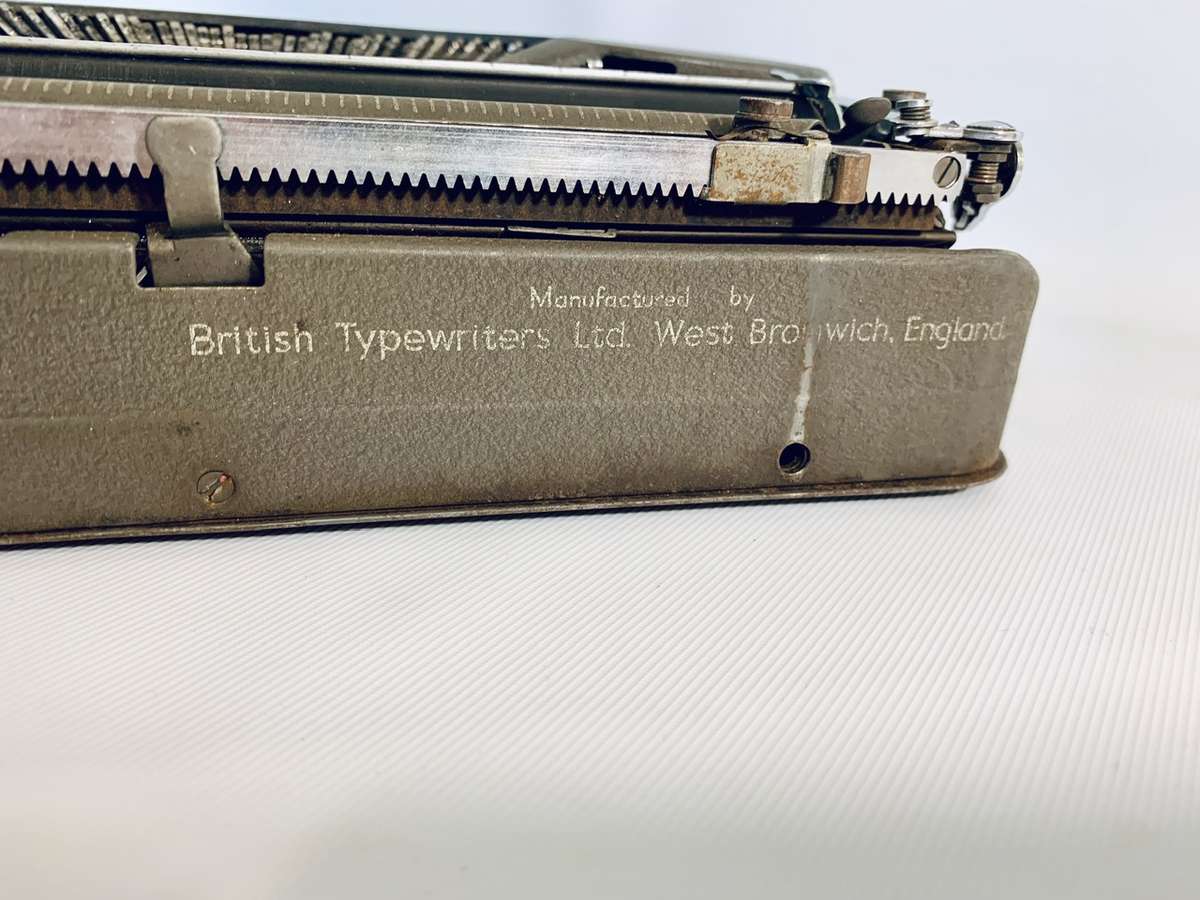 Manufactured by
British Typewriters Ltd. West Bromwich, England.